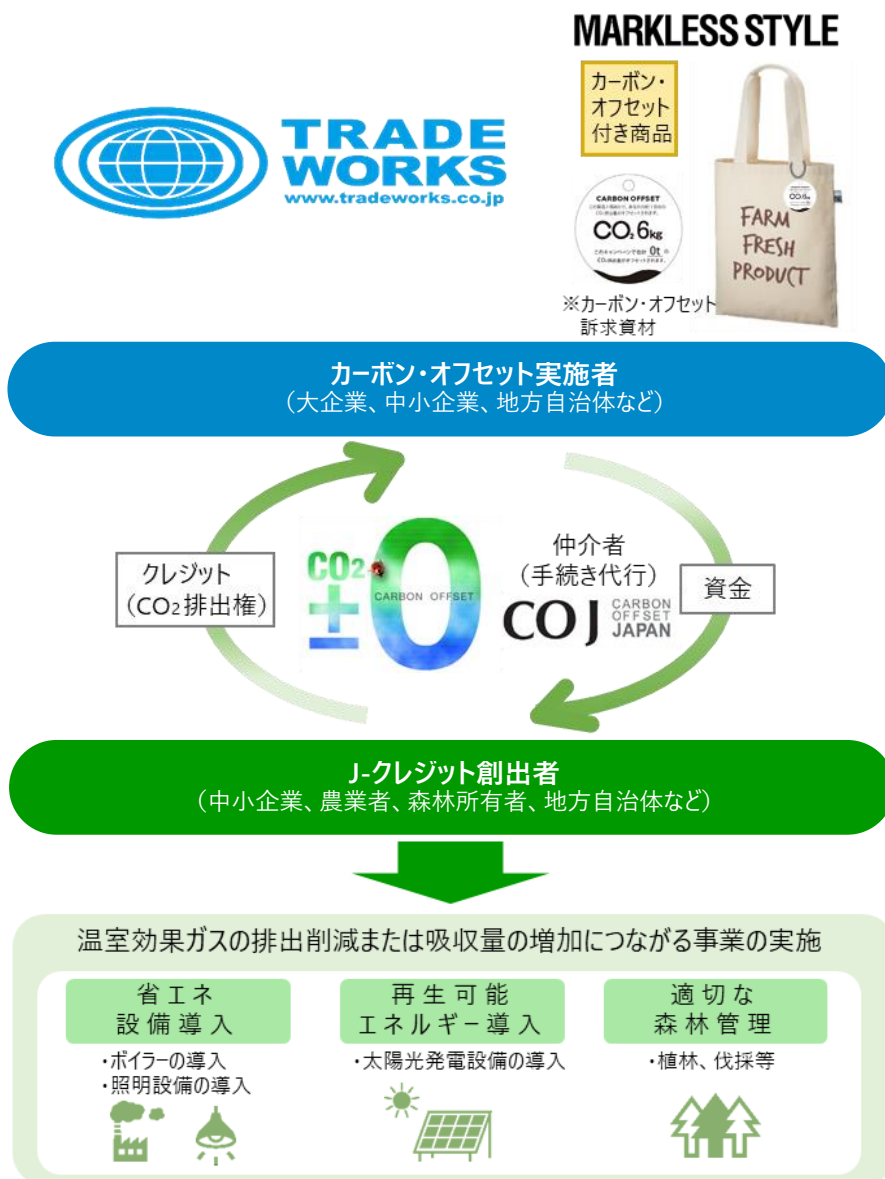 MARKLESS STYLE
カーボン・
オフセット
付き商品
TRADE
WORKS
www.tradeworks.co.jp
CARBON OFFSET
CO₂ 6kg
0t
FARM
FRESH
PRODUCT
※カーボン・オフセット
訴求資材
カーボン・オフセット実施者
（大企業、中小企業、地方自治体など）
クレジット
（CO₂排出権）
CO₂
±0
CARBON OFFSET
仲介者
（手続き代行）
COJ CARBON
OFFSET
JAPAN
資金
J-クレジット創出者
（中小企業、農業者、森林所有者、地方自治体など）
温室効果ガスの排出削減または吸収量の増加につながる事業の実施
省エネ
設備導入
・ボイラーの導入
・照明設備の導入
再生可能
エネルギー導入
・太陽光発電設備の導入
適切な
森林管理
・植林、伐採等